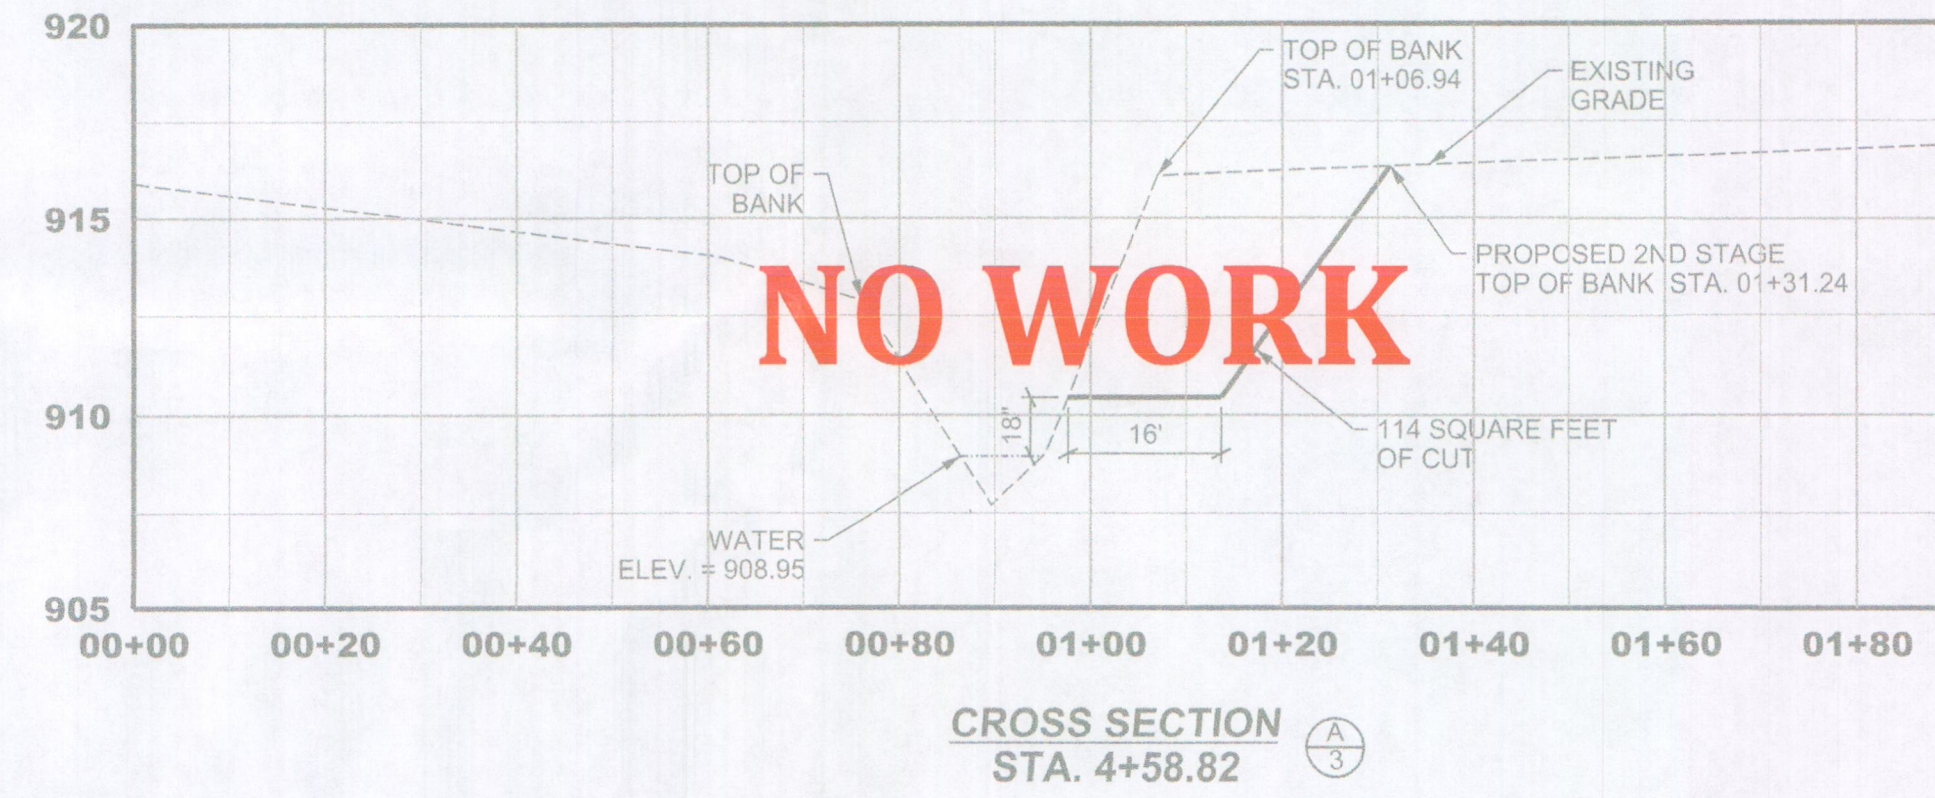 920
TOP OF BANK
STA. 01+06.94
EXISTING
GRADE
TOP OF
BANK
915
PROPOSED 2ND STAGE
TOP OF BANK STA. 01+31.24
NO WORK
910
18"
16'
114 SQUARE FEET
OF CUT
WATER
ELEV. = 908.95
905
00+00 00+20 00+40 00+60 00+80 01+00 01+20 01+40 01+60 01+80
CROSS SECTION
STA. 4+58.82
A
3